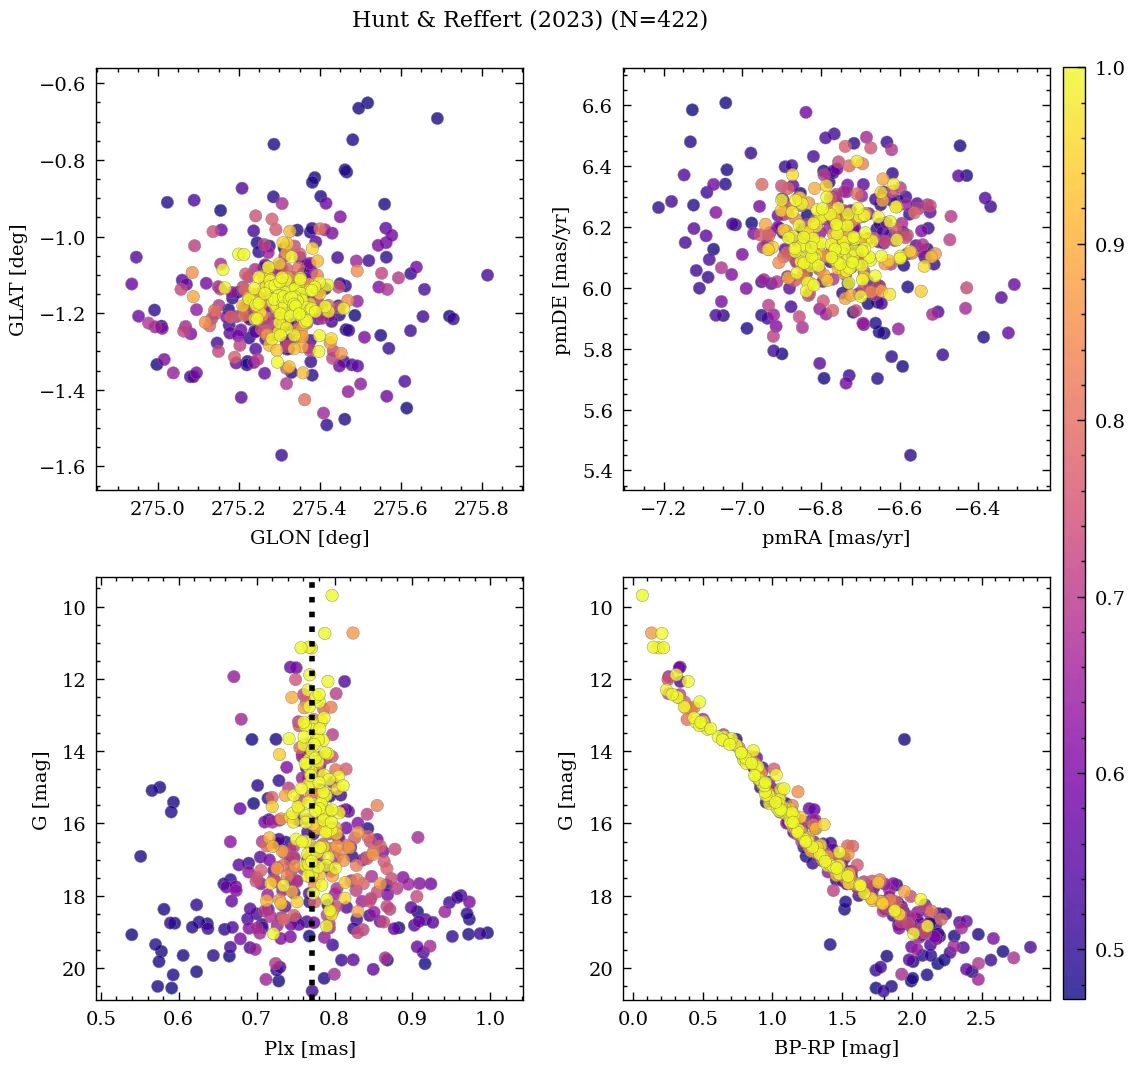 Hunt & Reffert (2023) (N=422)
−0.6
−0.8
−1.0
−1.2
−1.4
−1.6
GLAT [deg]
275.0 275.2 275.4 275.6 275.8
GLON [deg]
6.6
6.4
6.2
6.0
5.8
5.6
5.4
pmDE [mas/yr]
−7.2 −7.0 −6.8 −6.6 −6.4
pmRA [mas/yr]
1.0
0.9
0.8
0.7
0.6
0.5
10
12
14
16
18
20
G [mag]
0.5 0.6 0.7 0.8 0.9 1.0
Plx [mas]
10
12
14
16
18
20
G [mag]
0.0 0.5 1.0 1.5 2.0 2.5
BP-RP [mag]